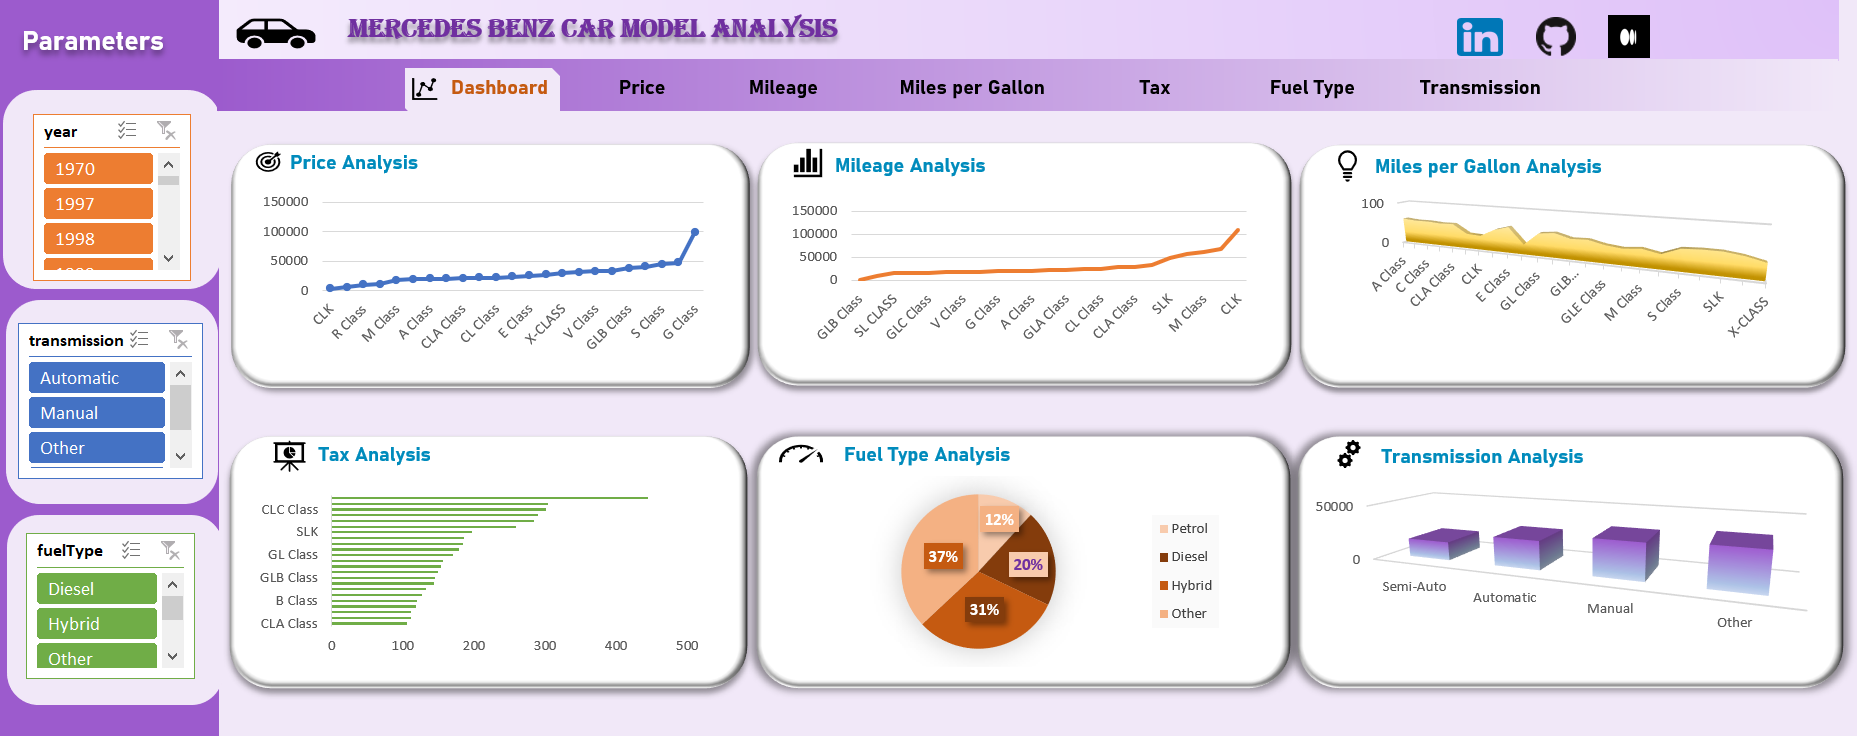 Parameters
MERCEDES BENZ CAR MODEL ANALYSIS
in
Dashboard
Price
Mileage
Miles per Gallon
Tax
Fuel Type
Transmission
year
1970
1997
1998
transmission
Automatic
Manual
Other
fuelType
Diesel
Hybrid
Other
Price Analysis
150000
100000
50000
0
CLK
R Class
M Class
A Class
CLA Class
CL Class
E Class
X-CLASS
V Class
GLB Class
S Class
G Class
Mileage Analysis
150000
100000
50000
0
GLB Class
SL CLASS
GLC Class
V Class
G Class
A Class
GLA Class
CL Class
CLA Class
SLK
M Class
CLK
Miles per Gallon Analysis
100
0
A Class
C Class
CLA Class
CLK
E Class
GL Class
GLB...
GLE Class
M Class
S Class
SLK
X-CLASS
Tax Analysis
CLC Class
SLK
GL Class
GLB Class
B Class
CLA Class
0 100 200 300 400 500
Fuel Type Analysis
12%
20%
31%
37%
Petrol
Diesel
Hybrid
Other
Transmission Analysis
50000
0
Semi-Auto
Automatic
Manual
Other